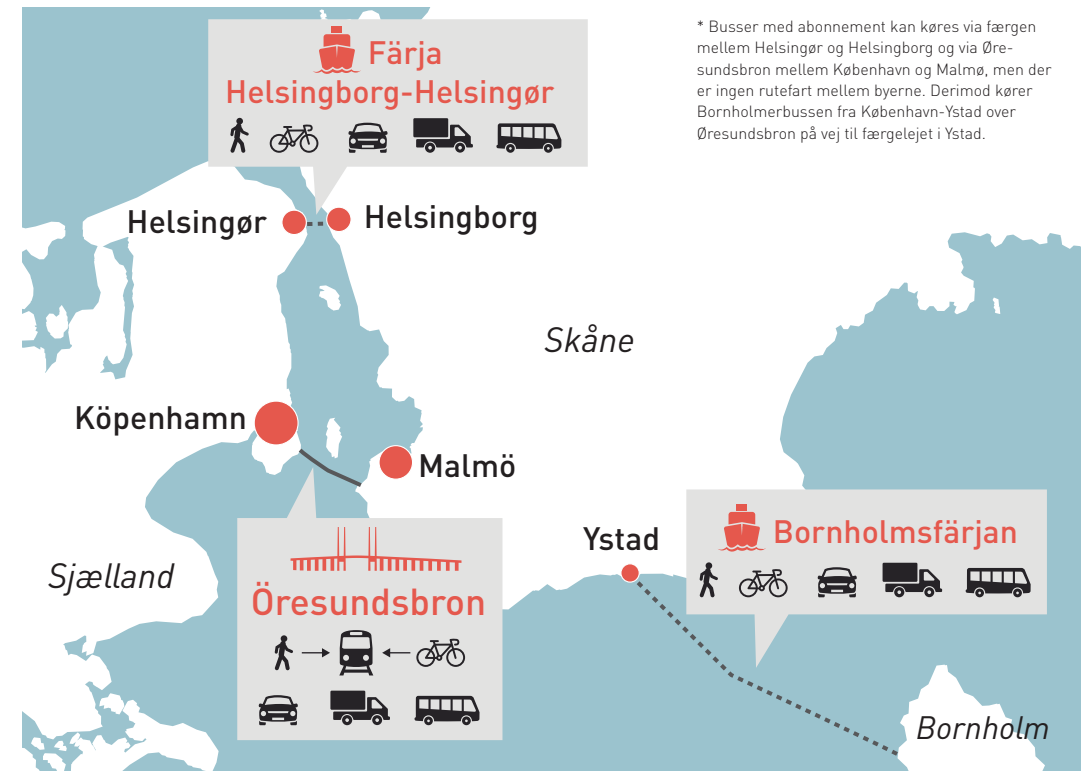 * Busser med abonnement kan køres via færgen
mellem Helsingør og Helsingborg og via Øre-
sundsbron mellem København og Malmø, men der
er ingen rutefart mellem byerne. Derimod kører
Bornholmerbussen fra København-Ystad over
Øresundsbron på vej til færgelejet i Ystad.
Färja
Helsingborg-Helsingør
Helsingør
Helsingborg
Skåne
Köpenhamn
Malmö
Sjælland
Öresundsbron
Ystad
Bornholmsfärjan
Bornholm